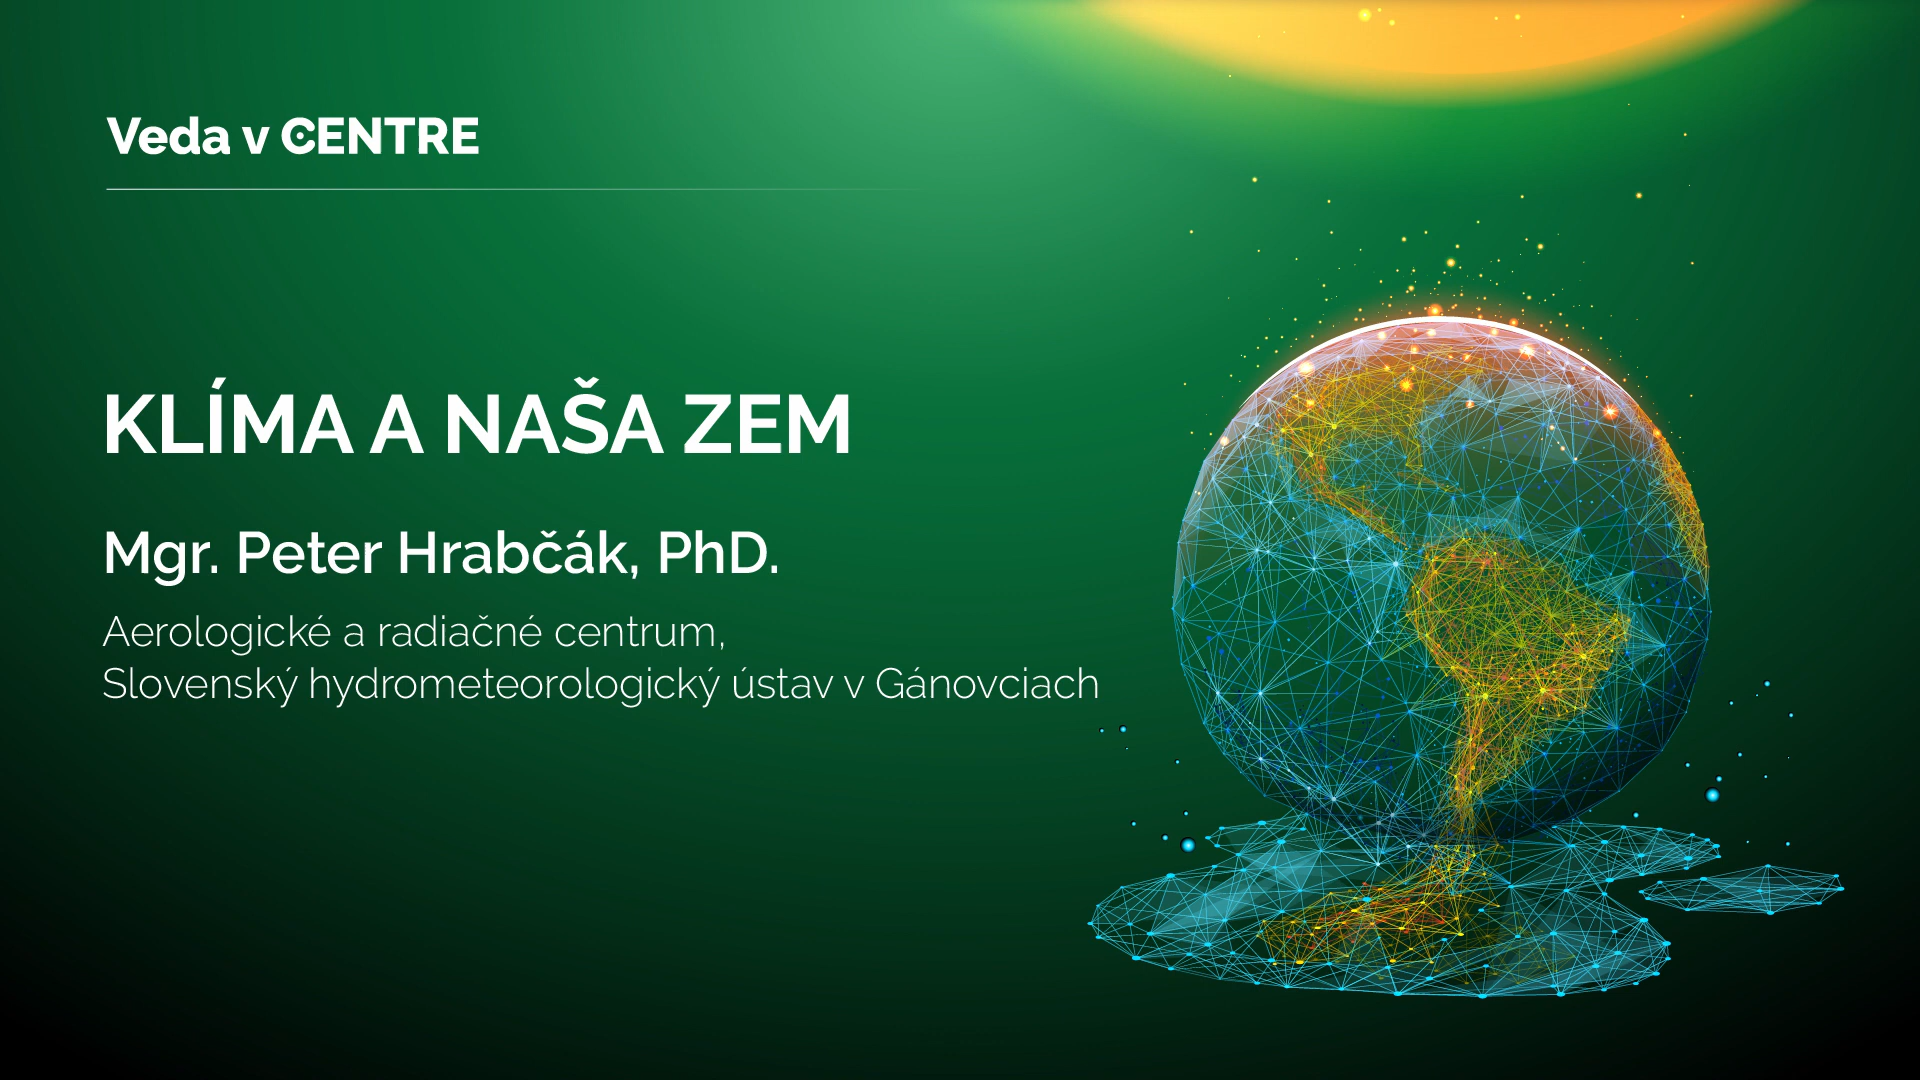 Veda v CENTRE
KLÍMA A NAŠA ZEM
Mgr. Peter Hrabčák, PhD.
Aerologické a radiačné centrum,
Slovenský hydrometeorologický ústav v Gánovciach